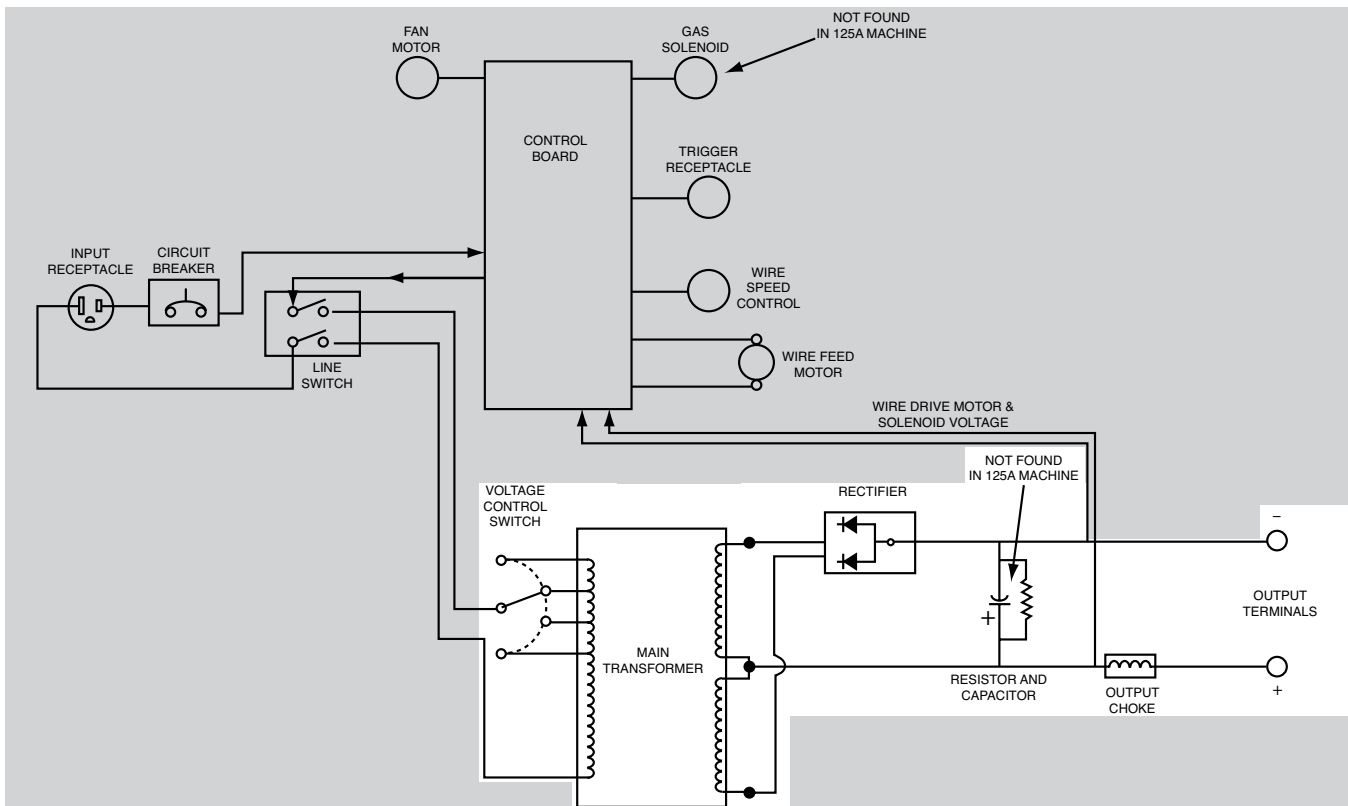 FAN
MOTOR
GAS
SOLENOID
NOT FOUND
IN 125A MACHINE
CONTROL
BOARD
TRIGGER
RECEPTACLE
INPUT
RECEPTACLE
CIRCUIT
BREAKER
WIRE
SPEED
CONTROL
LINE
SWITCH
WIRE FEED
MOTOR
WIRE DRIVE MOTOR &
SOLENOID VOLTAGE
NOT FOUND
IN 125A MACHINE
VOLTAGE
CONTROL
SWITCH
RECTIFIER
–
+
OUTPUT
TERMINALS
MAIN
TRANSFORMER
RESISTOR AND
CAPACITOR
OUTPUT
CHOKE
+